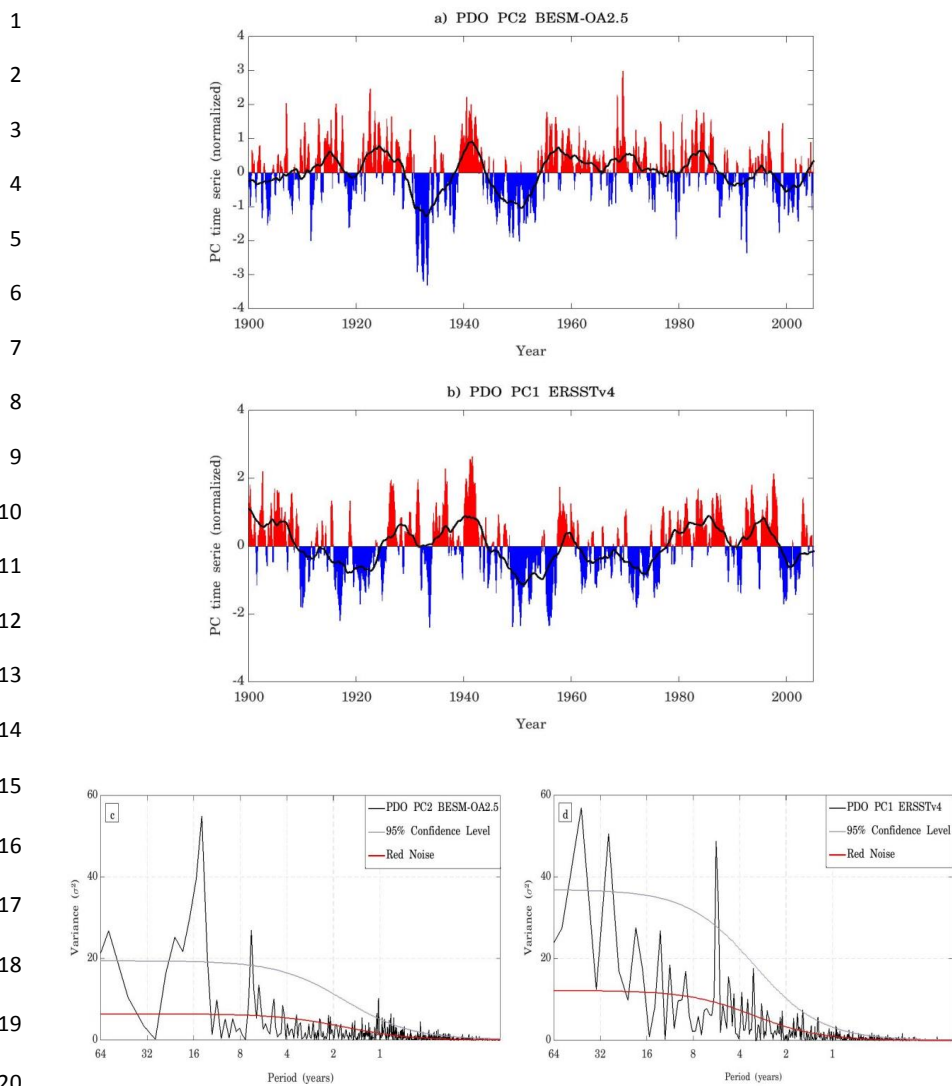 1
2
3
4
5
6
7
8
9
10
11
12
13
14
15
16
17
18
19
20
a) PDO PC2 BESM-OA2.5
PC time serie (normalized)
4
3
2
1
0
-1
-2
-3
-4
1900 1920 1940 1960 1980 2000
Year
b) PDO PC1 ERSSTv4
PC time serie (normalized)
4
2
0
-2
-4
1900 1920 1940 1960 1980 2000
Year
c
PDO PC2 BESM-OA2.5
95% Confidence Level
Red Noise
Variance (σ²)
60
40
20
0
64 32 16 8 4 2 1
Period (years)
d
PDO PC1 ERSSTv4
95% Confidence Level
Red Noise
Variance (σ²)
60
40
20
0
64 32 16 8 4 2 1
Period (years)